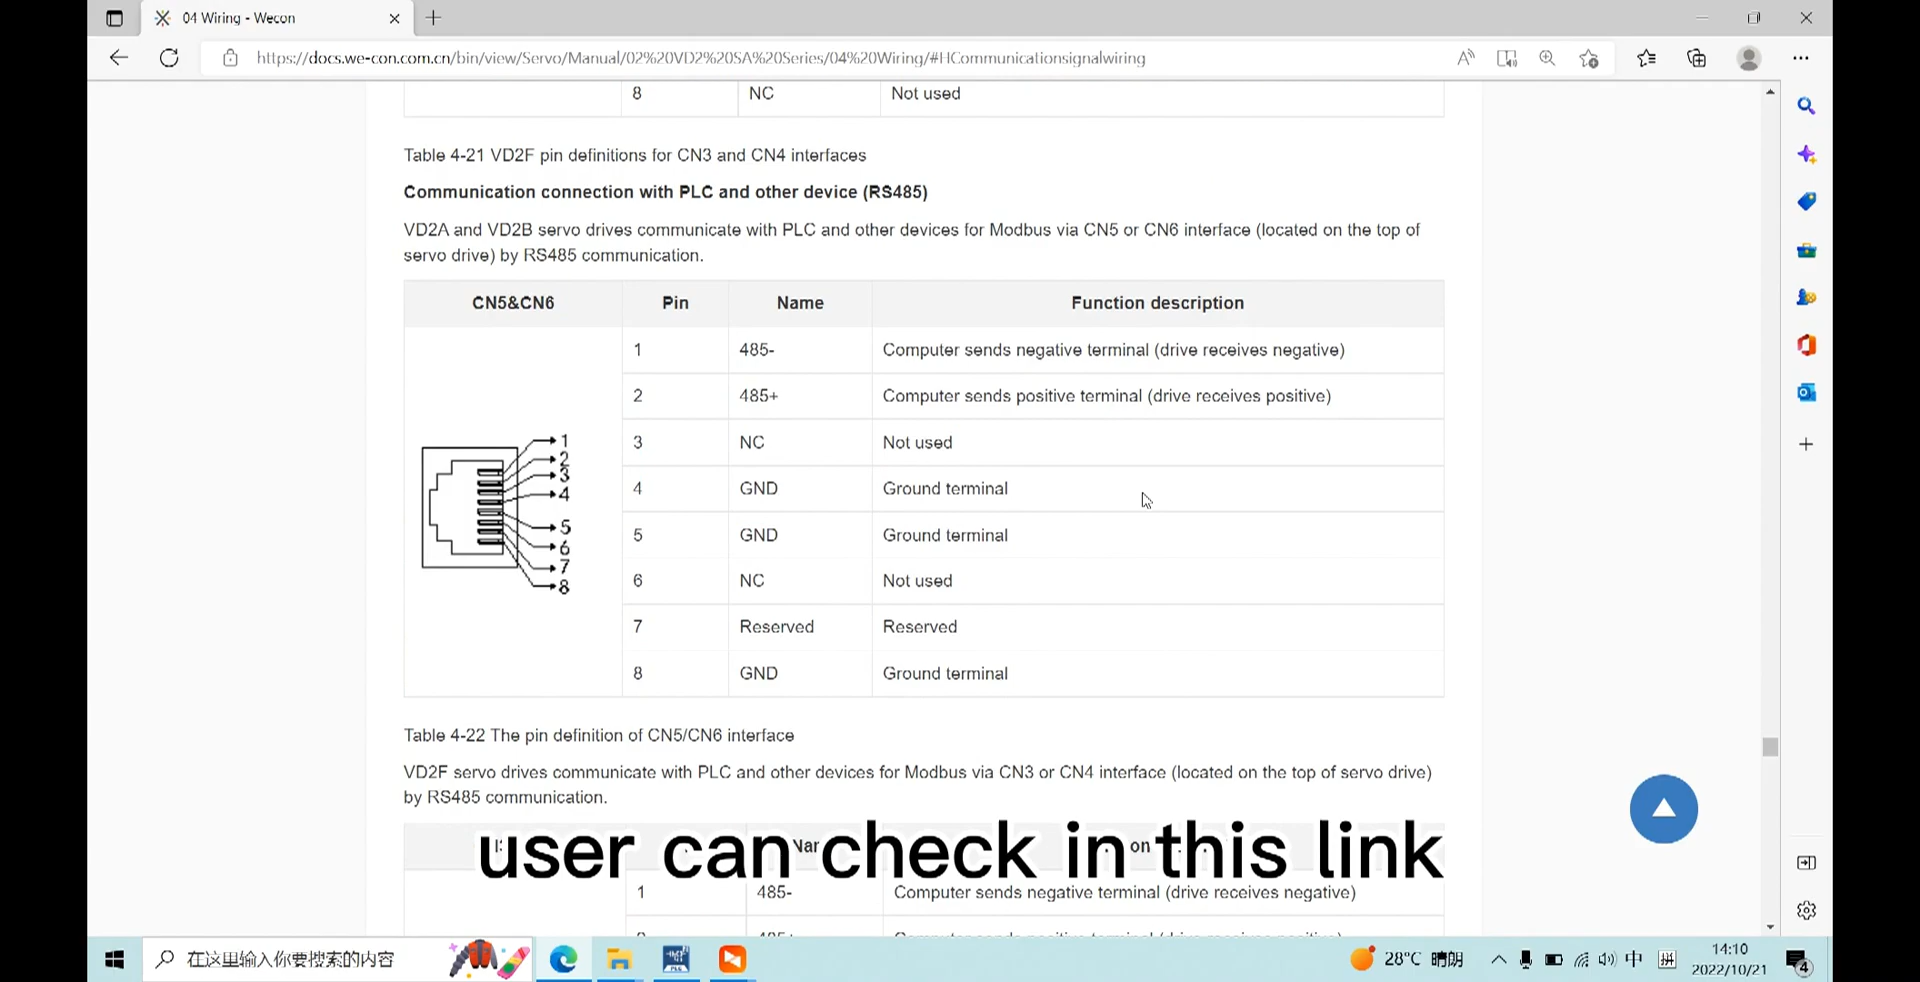 04 Wiring - Wecon
https://docs.we-con.com.cn/bin/view/Servo/Manual/02%20VD2%20SA%20Series/04%20Wiring/#HCommunicationsignalwiring
8 NC Not used
Table 4-21 VD2F pin definitions for CN3 and CN4 interfaces
Communication connection with PLC and other device (RS485)
VD2A and VD2B servo drives communicate with PLC and other devices for Modbus via CN5 or CN6 interface (located on the top of
servo drive) by RS485 communication.
CN5&CN6 Pin Name Function description
1 485- Computer sends negative terminal (drive receives negative)
2 485+ Computer sends positive terminal (drive receives positive)
3 NC Not used
4 GND Ground terminal
5 GND Ground terminal
6 NC Not used
7 Reserved Reserved
8 GND Ground terminal
1
2
3
4
5
6
7
8
Table 4-22 The pin definition of CN5/CN6 interface
VD2F servo drives communicate with PLC and other devices for Modbus via CN3 or CN4 interface (located on the top of servo drive)
by RS485 communication.
user can check in this link
1 485- Computer sends negative terminal (drive receives negative)
在这里输入你要搜索的内容
PLC
28°C 晴朗
中
拼
14:10
2022/10/21
4